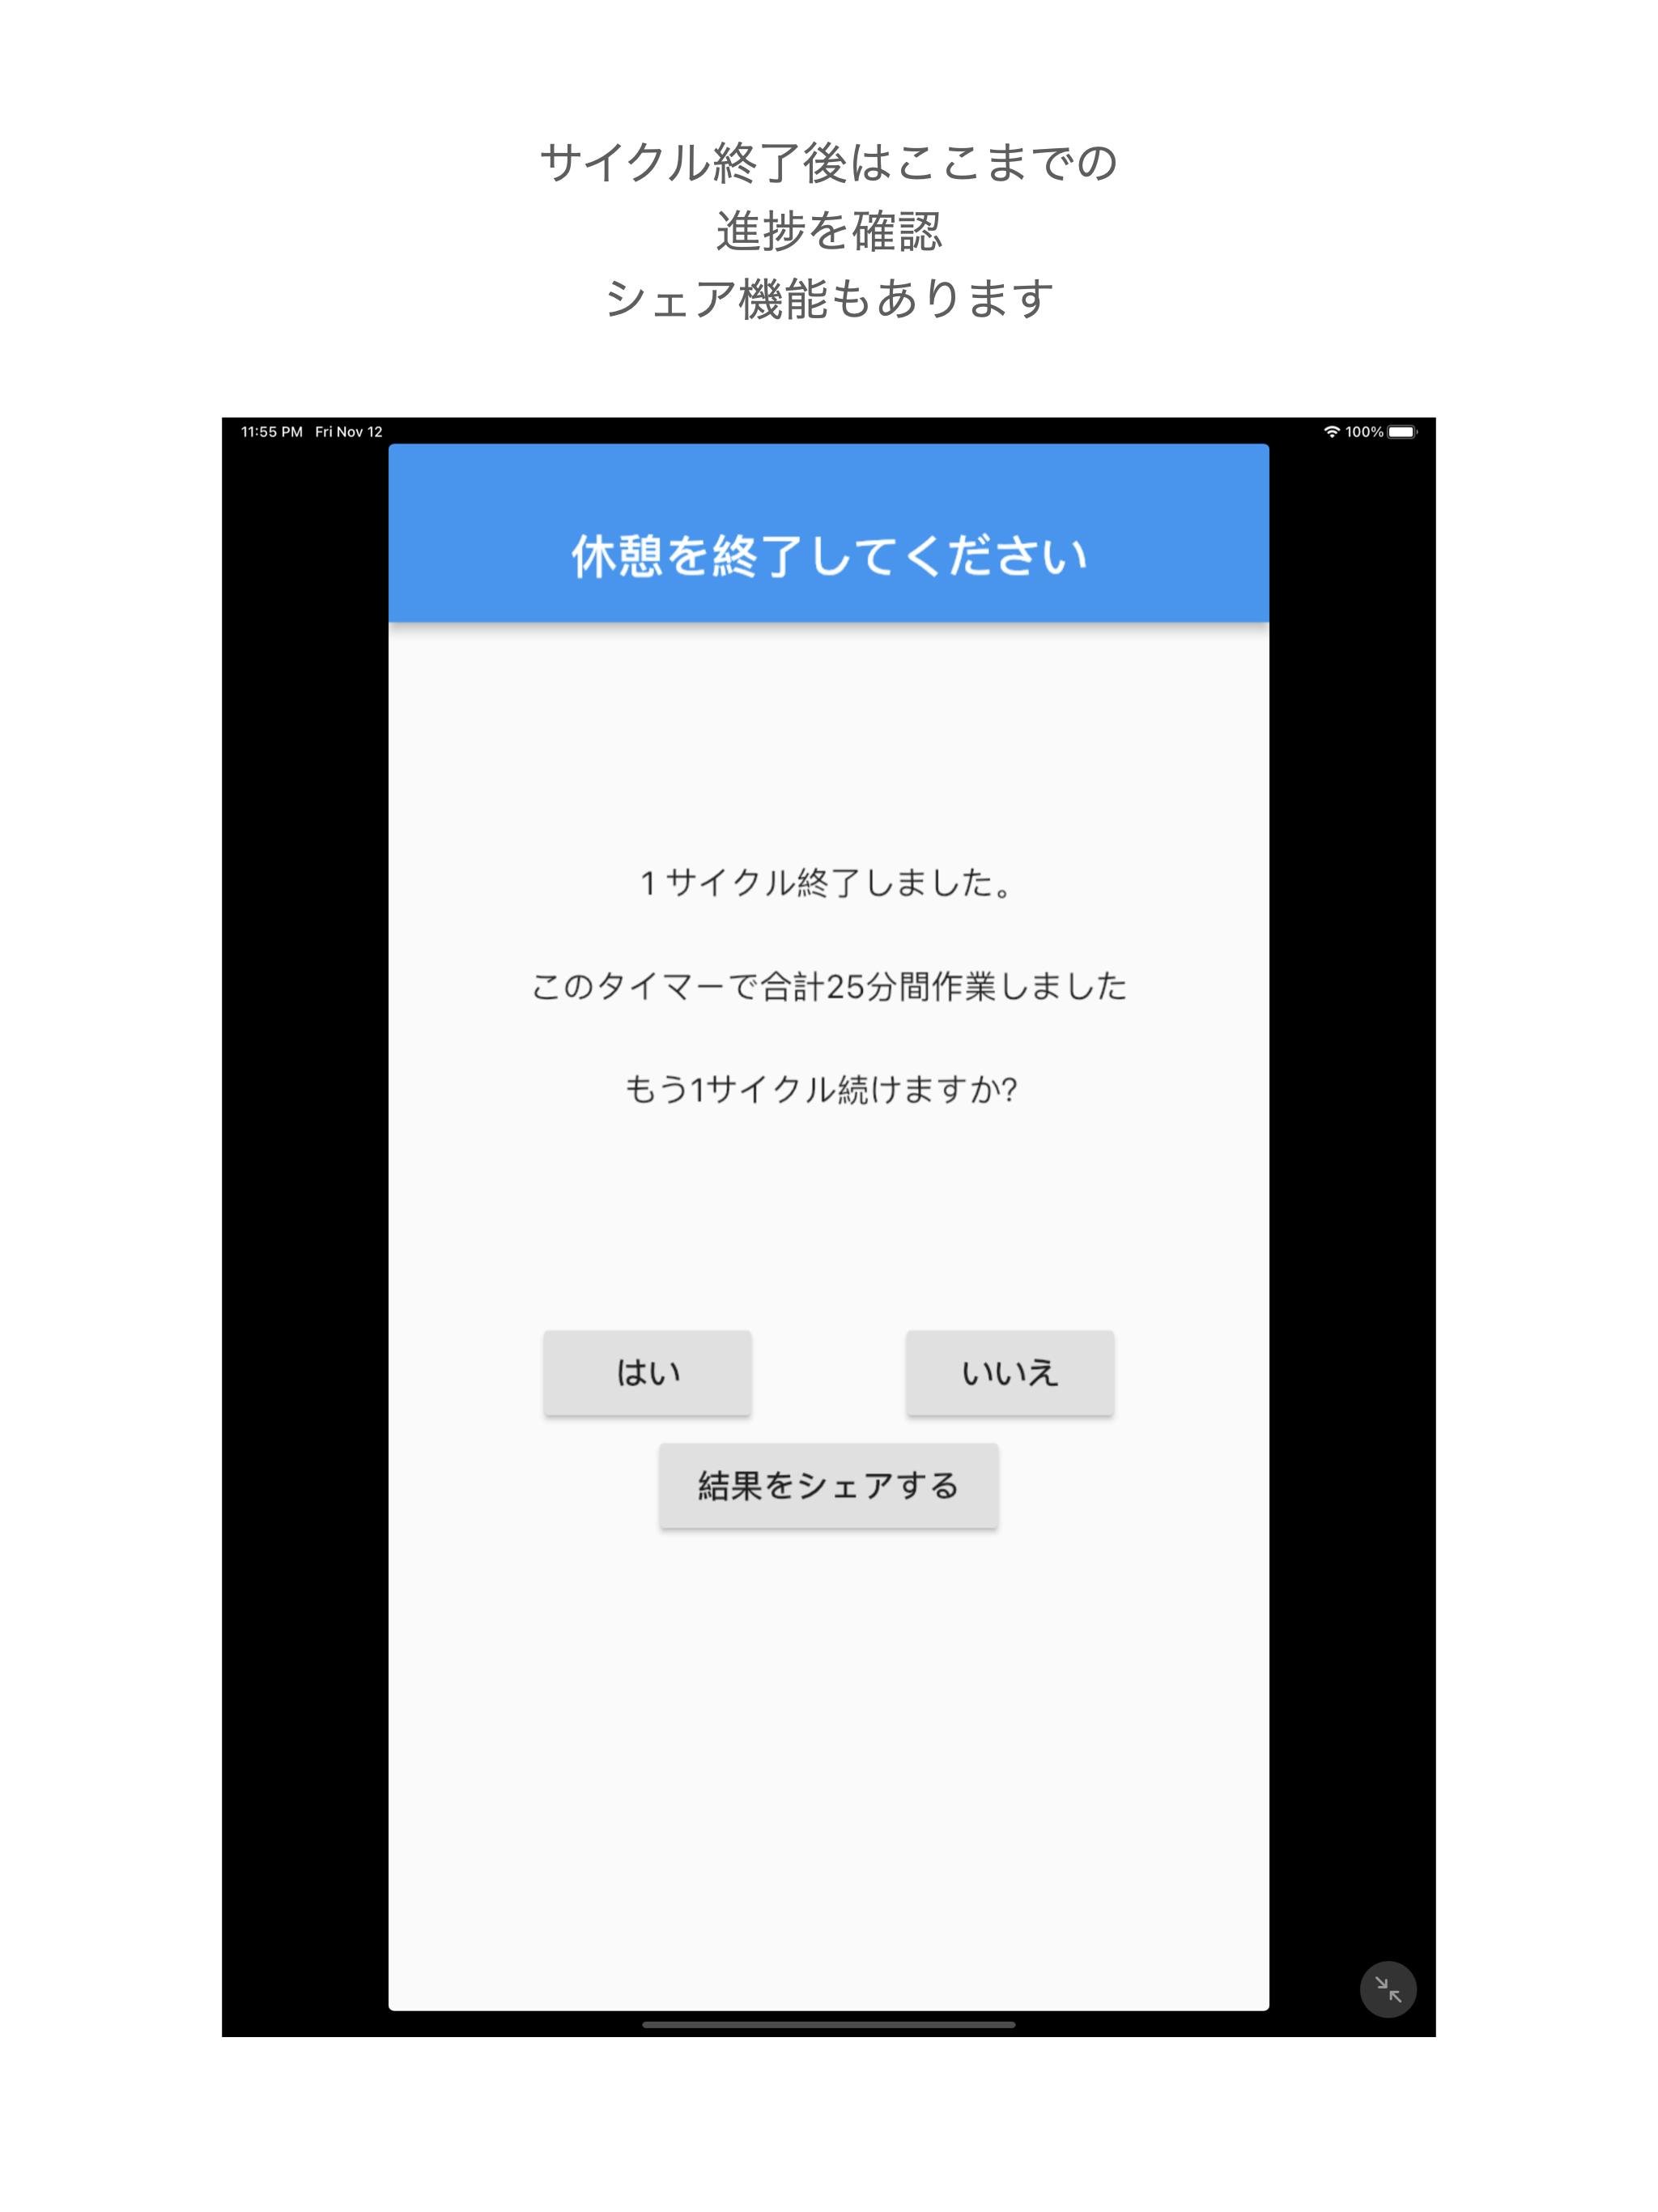 サイクル終了後はここまでの
進捗を確認
シェア機能もあります
11:55 PM Fri Nov 12
100%
休憩を終了してください
1 サイクル終了しました。
このタイマーで合計25分間作業しました
もう1サイクル続けますか?
はい
いいえ
結果をシェアする